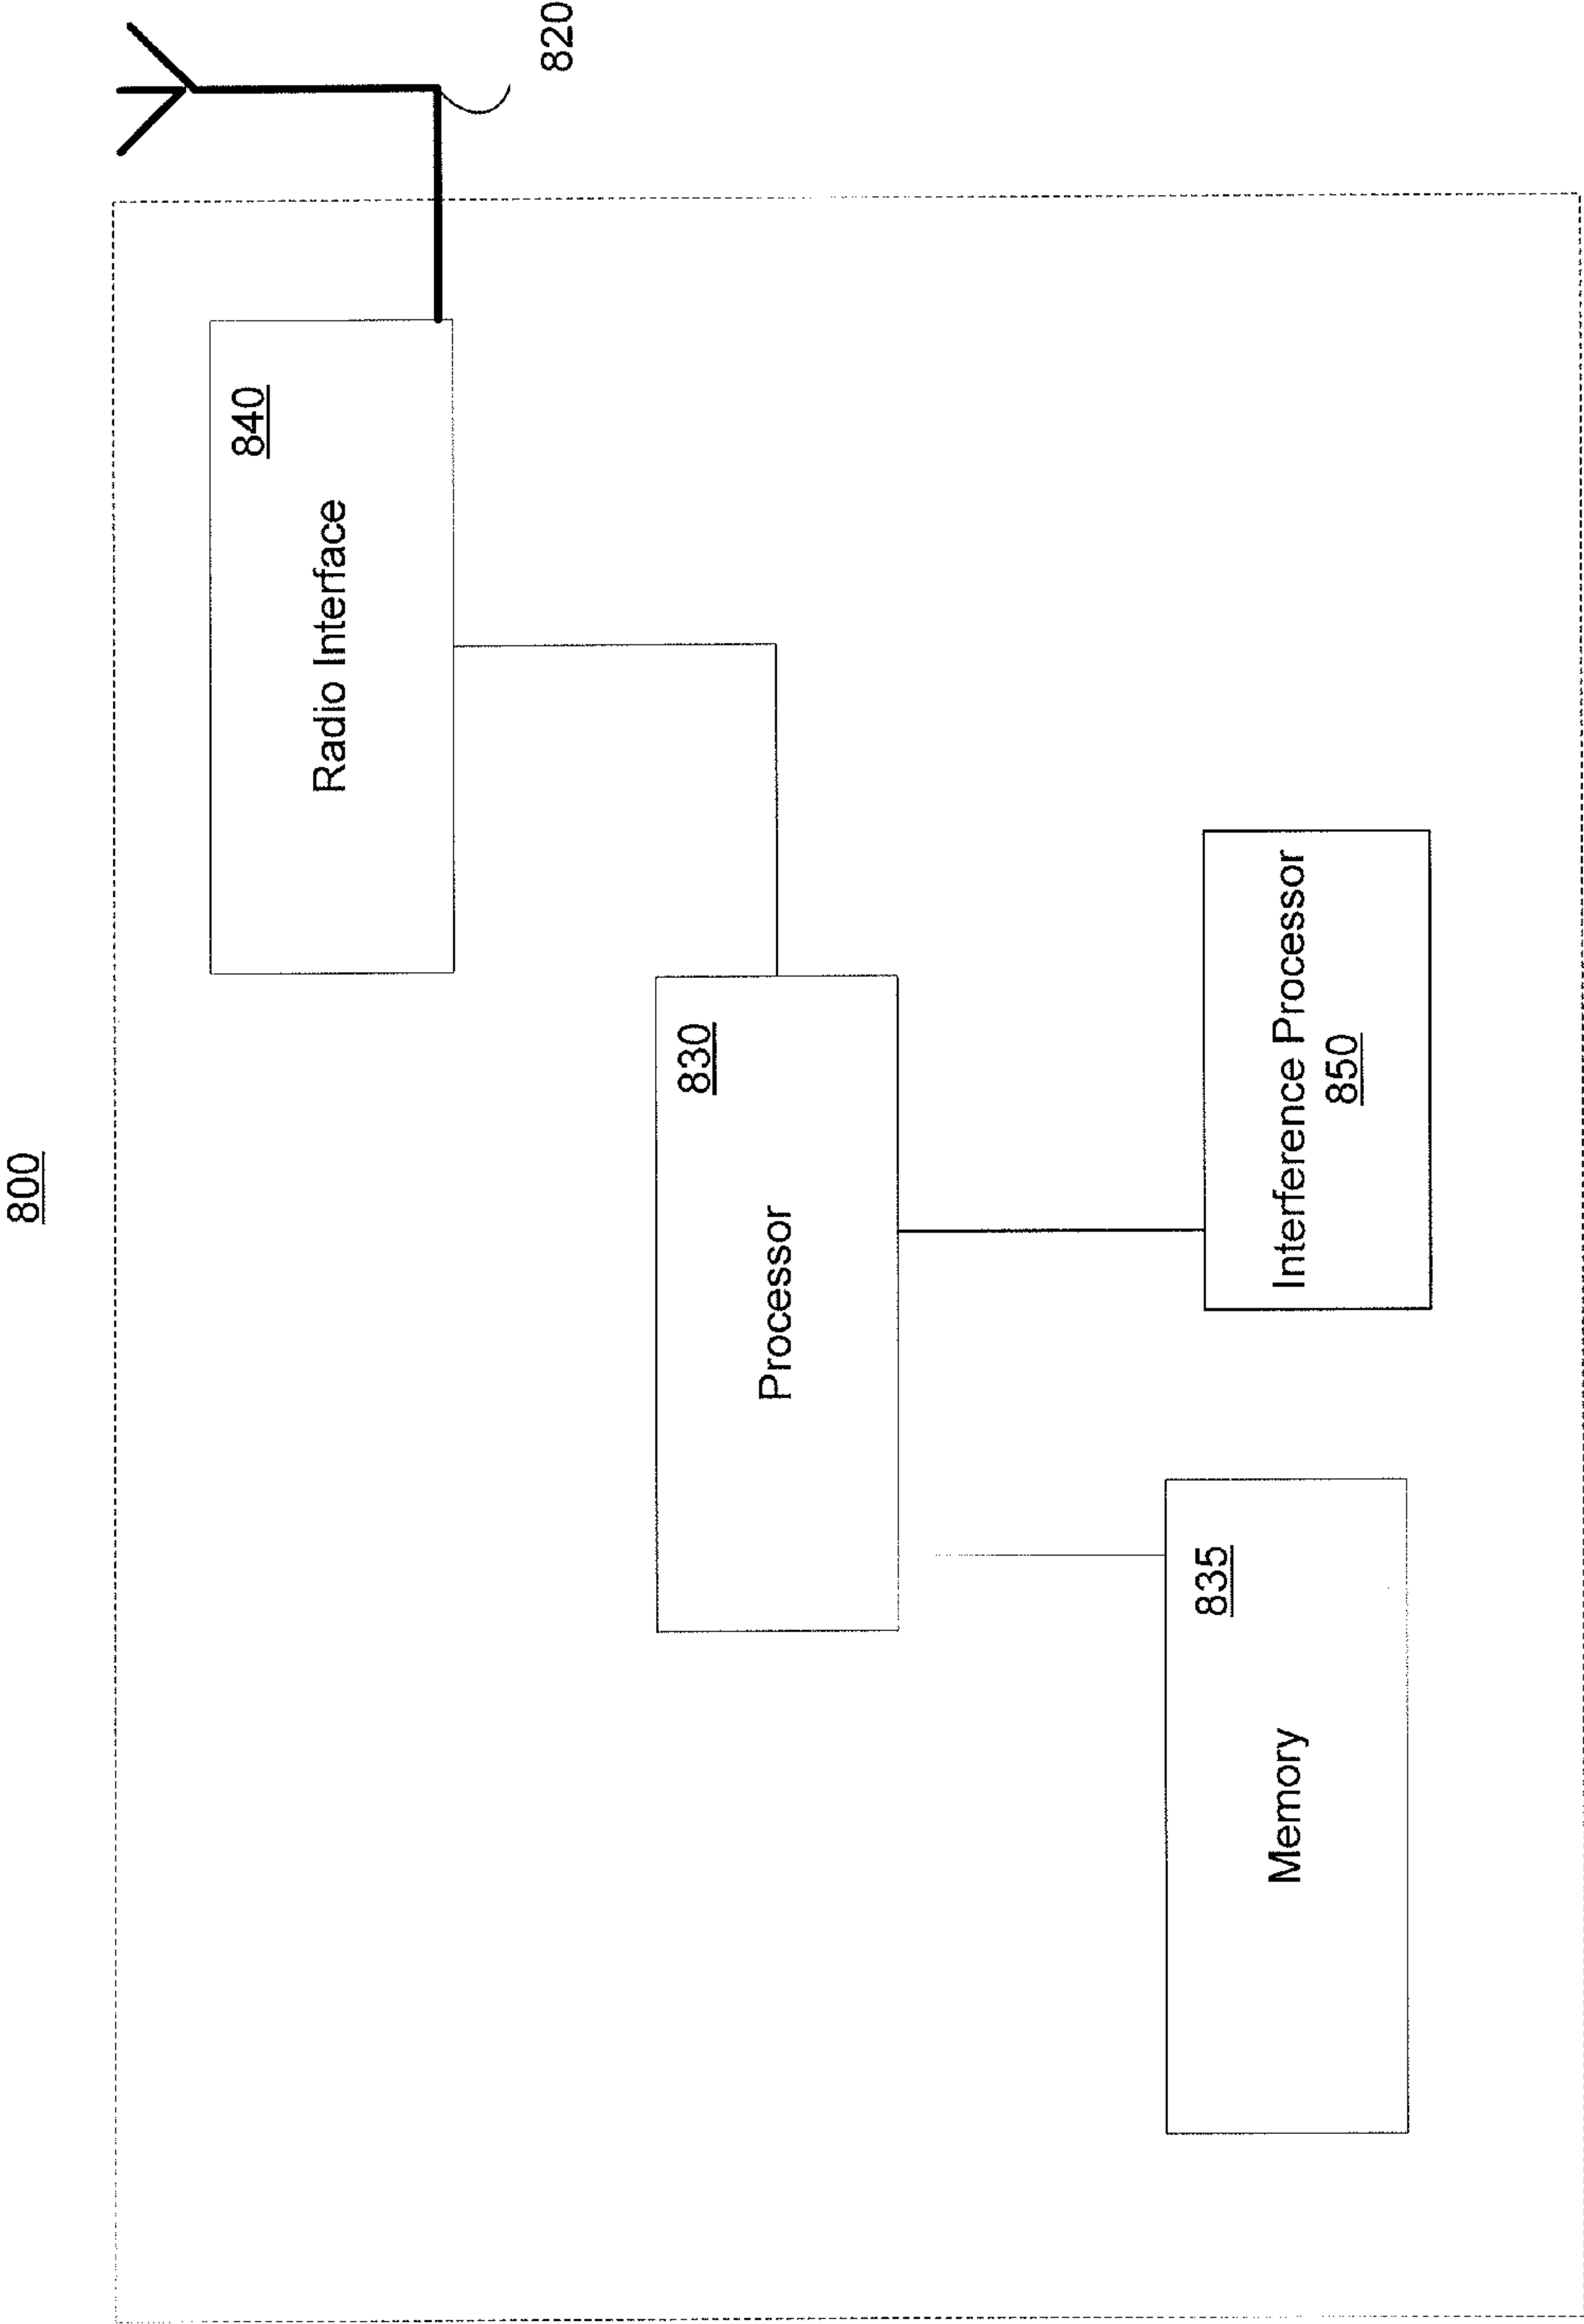 800
820
840
Radio Interface
830
Processor
Interference Processor
850
835
Memory